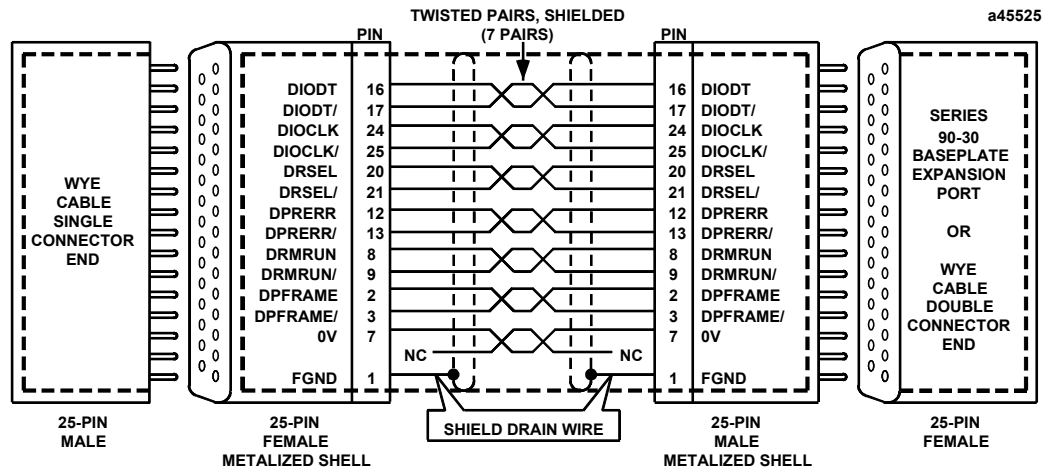 TWISTED PAIRS, SHIELDED
(7 PAIRS)
a45525
PIN
PIN
WYE
CABLE
SINGLE
CONNECTOR
END
DIODT 16
DIODT/ 17
DIOCLK 24
DIOCLK/ 25
DRSEL 20
DRSEL/ 21
DPRERR 12
DPRERR/ 13
DRMRUN 8
DRMRUN/ 9
DPFRAME 2
DPFRAME/ 3
0V 7
NC
FGND 1
NC
16 DIODT
17 DIODT/
24 DIOCLK
25 DIOCLK/
20 DRSEL
21 DRSEL/
12 DPRERR
13 DPRERR/
8 DRMRUN
9 DRMRUN/
2 DPFRAME
3 DPFRAME/
7 0V
1 FGND
SERIES
90-30
BASEPLATE
EXPANSION
PORT
OR
WYE
CABLE
DOUBLE
CONNECTOR
END
SHIELD DRAIN WIRE
25-PIN
MALE
25-PIN
FEMALE
METALIZED SHELL
25-PIN
MALE
METALIZED SHELL
25-PIN
FEMALE